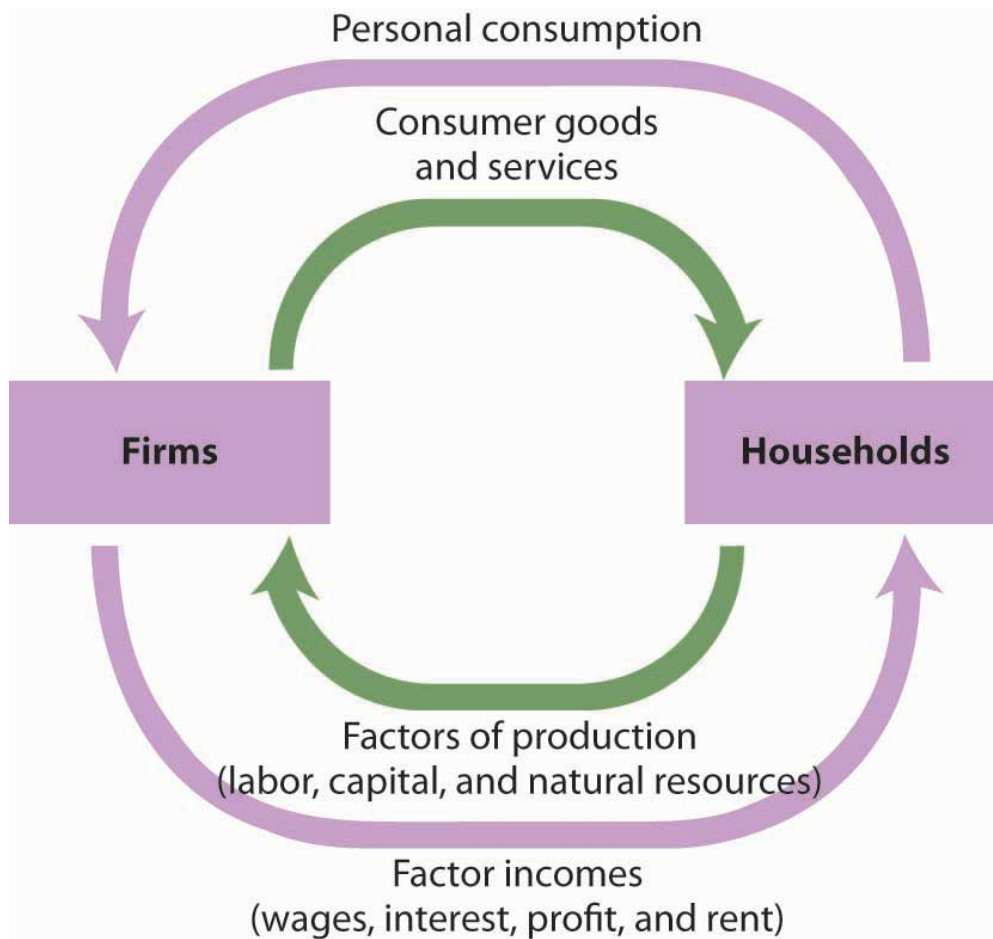 Personal consumption
Consumer goods
and services
Firms
Households
Factors of production
(labor, capital, and natural resources)
Factor incomes
(wages, interest, profit, and rent)